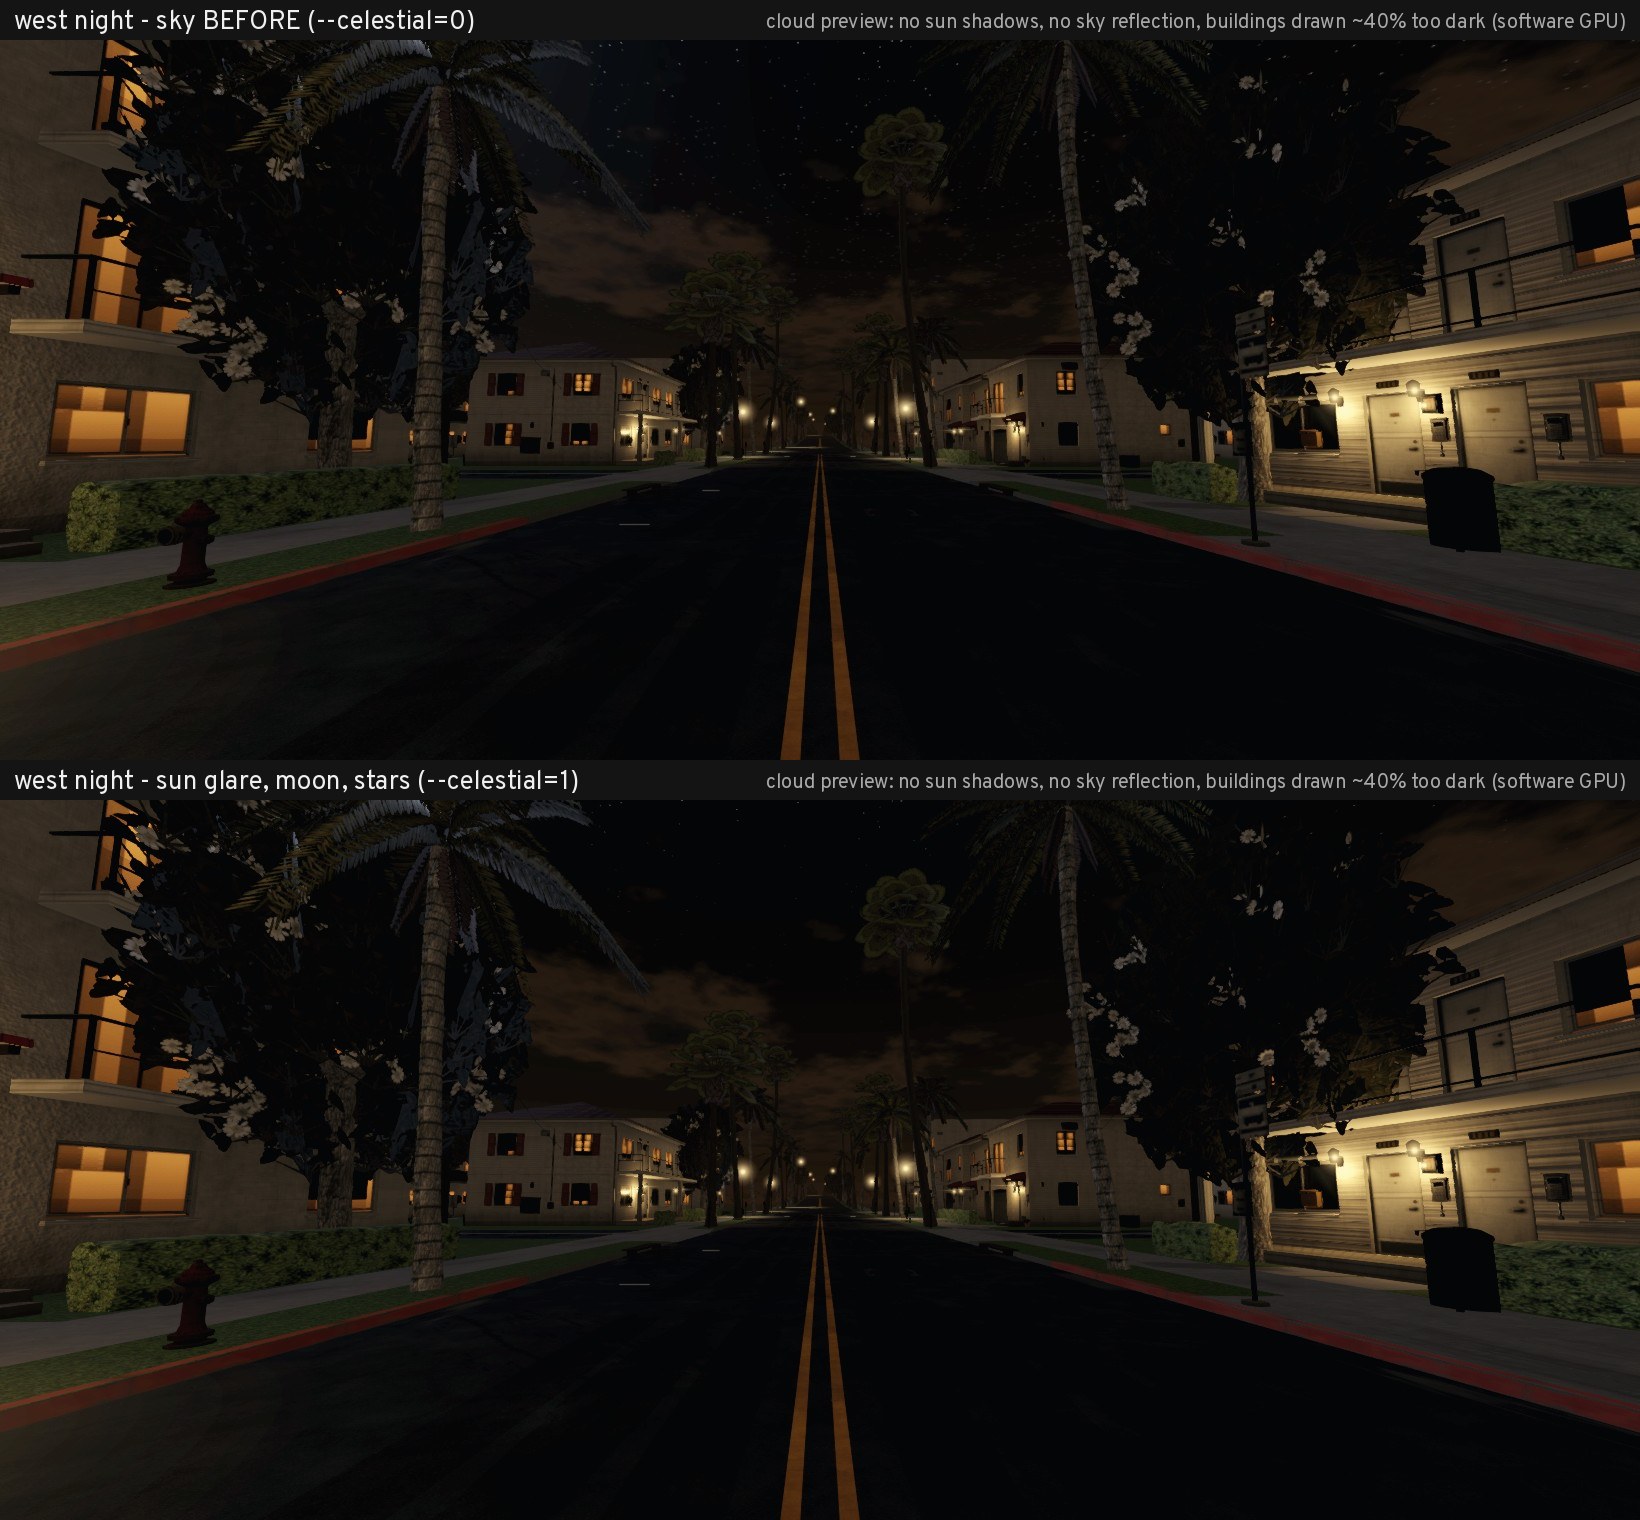 west night - sky BEFORE (--celestial=0)
cloud preview: no sun shadows, no sky reflection, buildings drawn ~40% too dark (software GPU)
west night - sun glare, moon, stars (--celestial=1)
cloud preview: no sun shadows, no sky reflection, buildings drawn ~40% too dark (software GPU)